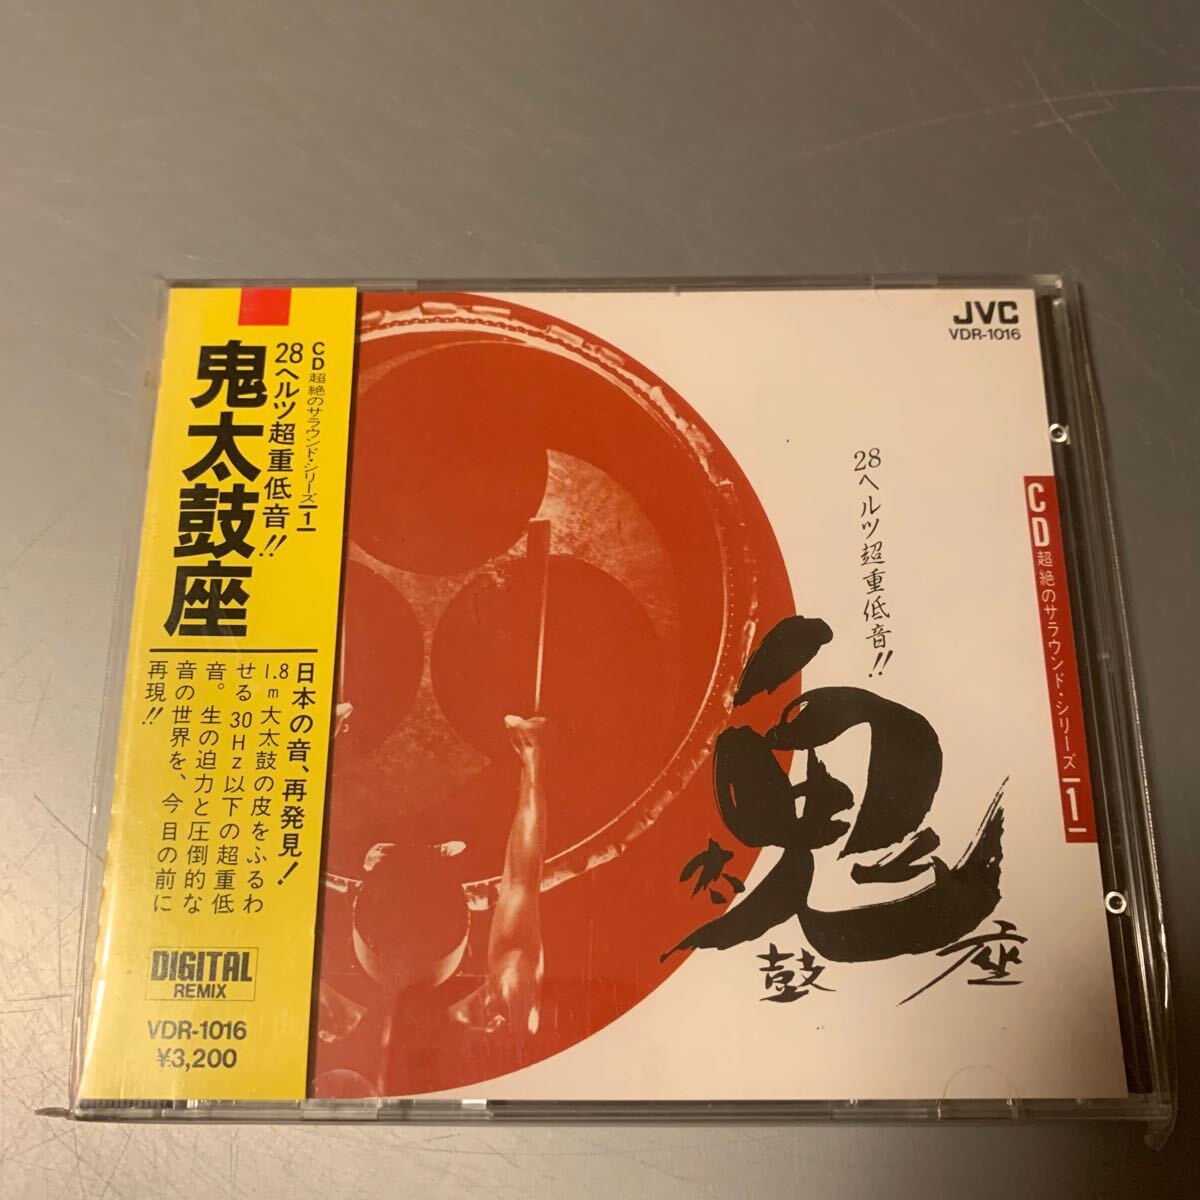 CD超絶のサラウンド・シリーズ1
28ヘルツ超重低音!!
鬼太鼓座
日本の音、再発見!
1.8m大太鼓の皮をふるわ
せる30Hz以下の超重低
音。生の迫力と圧倒的な
音の世界を、今目の前に
再現!!
DIGITAL
REMIX
VDR-1016
¥3,200
JVC
VDR-1016
28ヘルツ超重低音!!
鬼太鼓座
CD超絶のサラウンド・シリーズ1